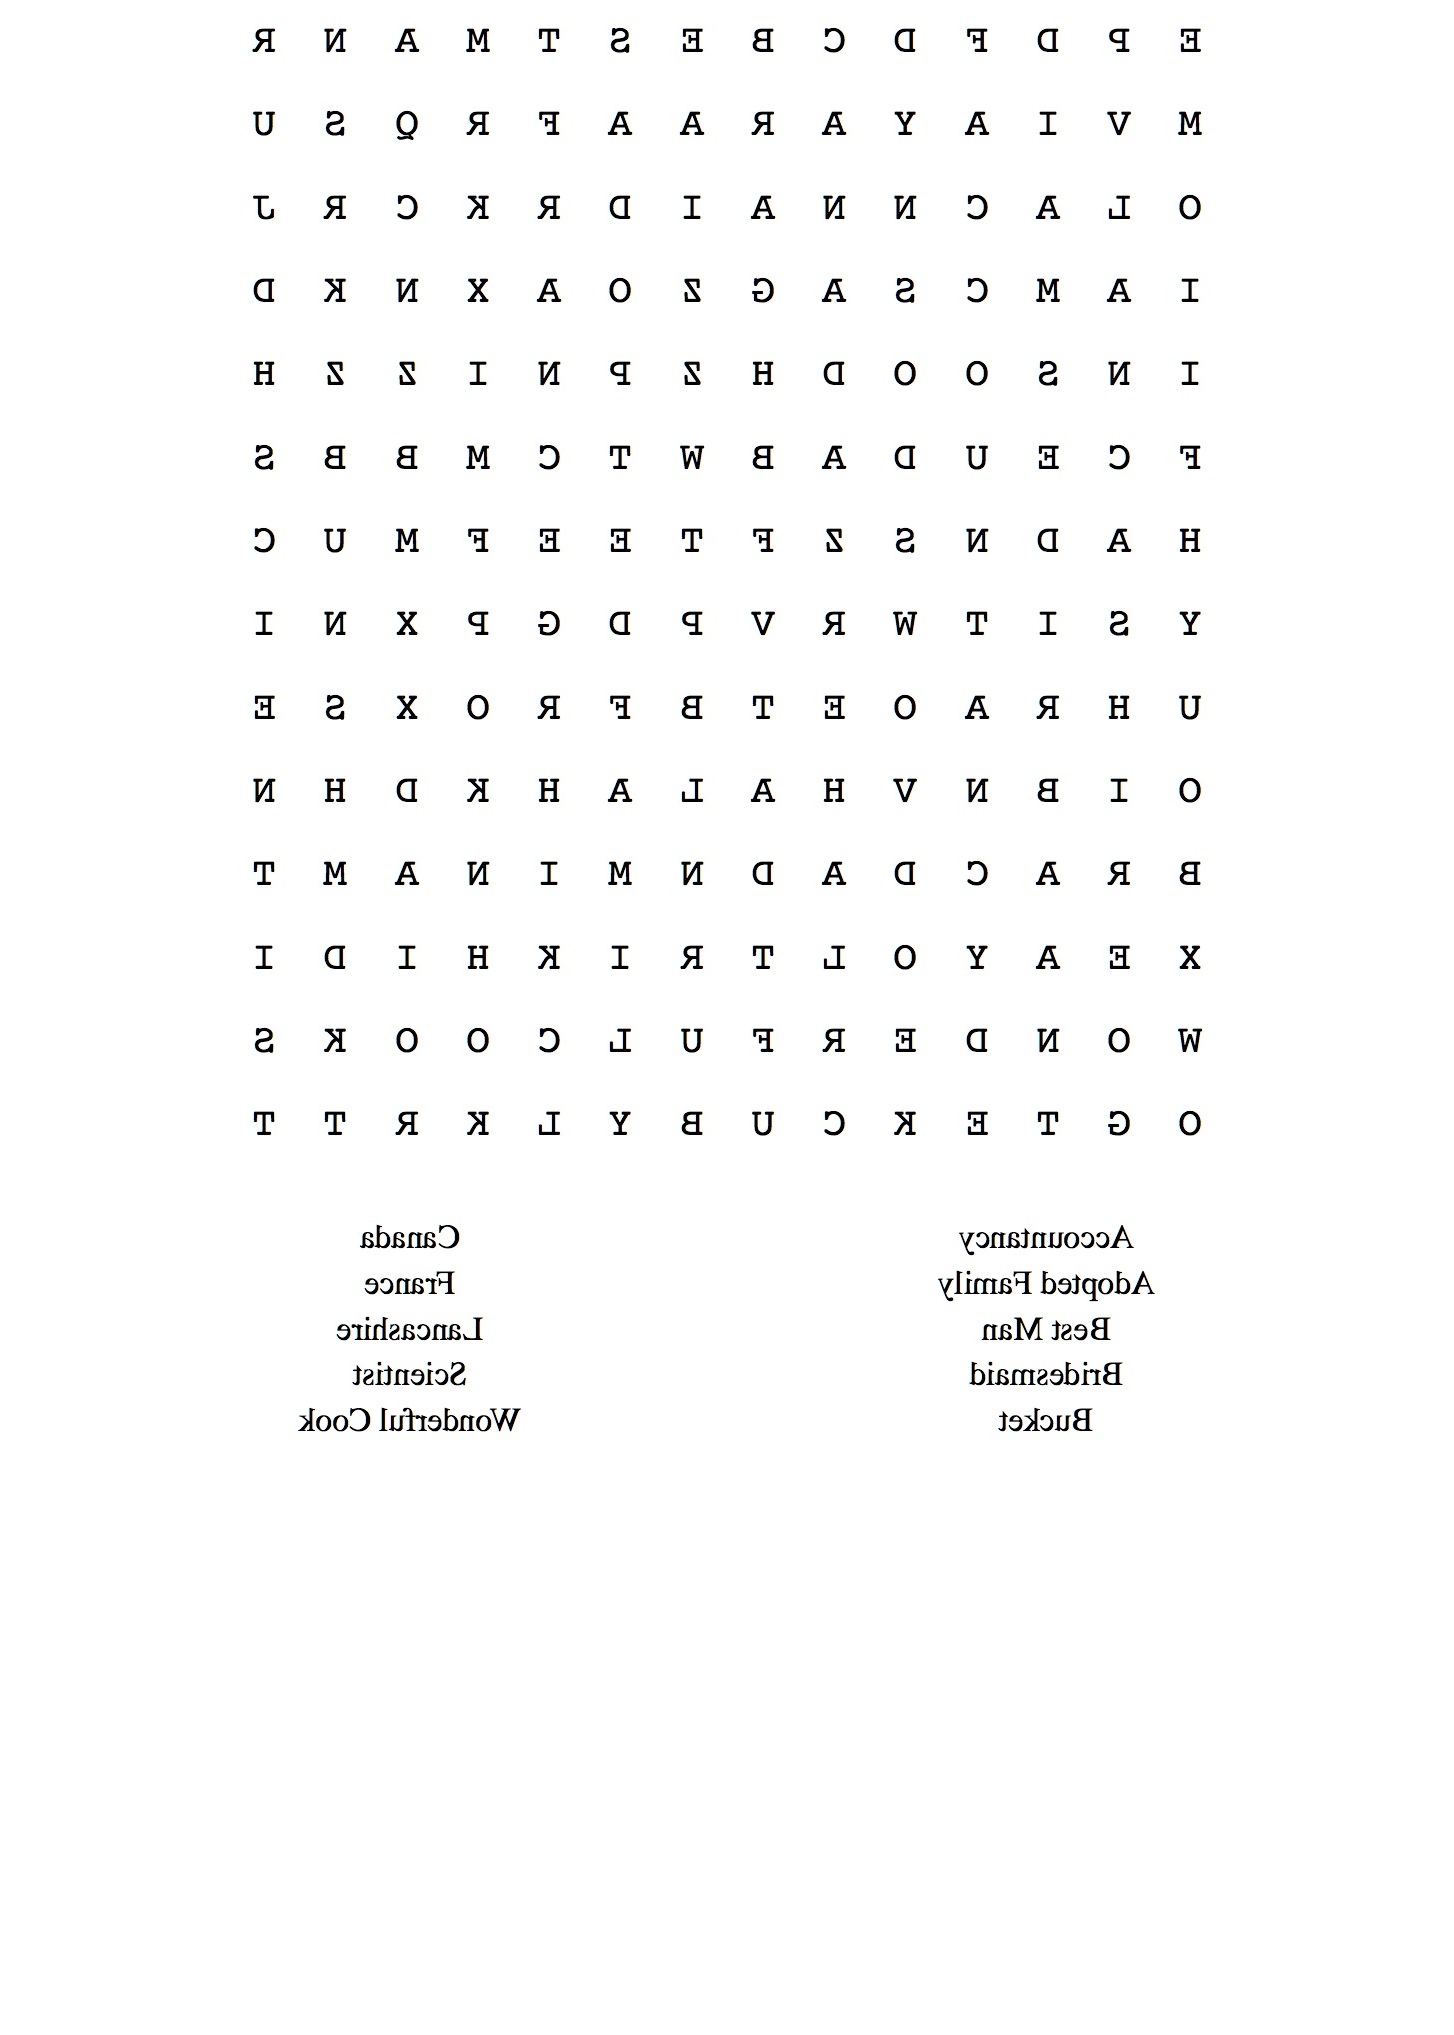 E P D F D C B E S T M A N R
M V I A Y A R A A F R Q S U
O L A C N N A I D R K C R J
I A M C S A G Z O A X N K D
I N S O O D H Z P N I Z Z H
F C E U D A B W T C M B B S
H A D N S Z F T E E F M U C
Y S I T W R V P D G P X N I
U H R A O E T B F R O X S E
O I B N V H A L A H K D H N
B R A C D A D N M I N A M T
X E A Y O L T R I K H I D I
W O N D E R F U L C O O K S
O G T E K C U B Y L K R T T
Accountancy
Adopted Family
Best Man
Bridesmaid
Bucket
Canada
France
Lancashire
Scientist
Wonderful Cook